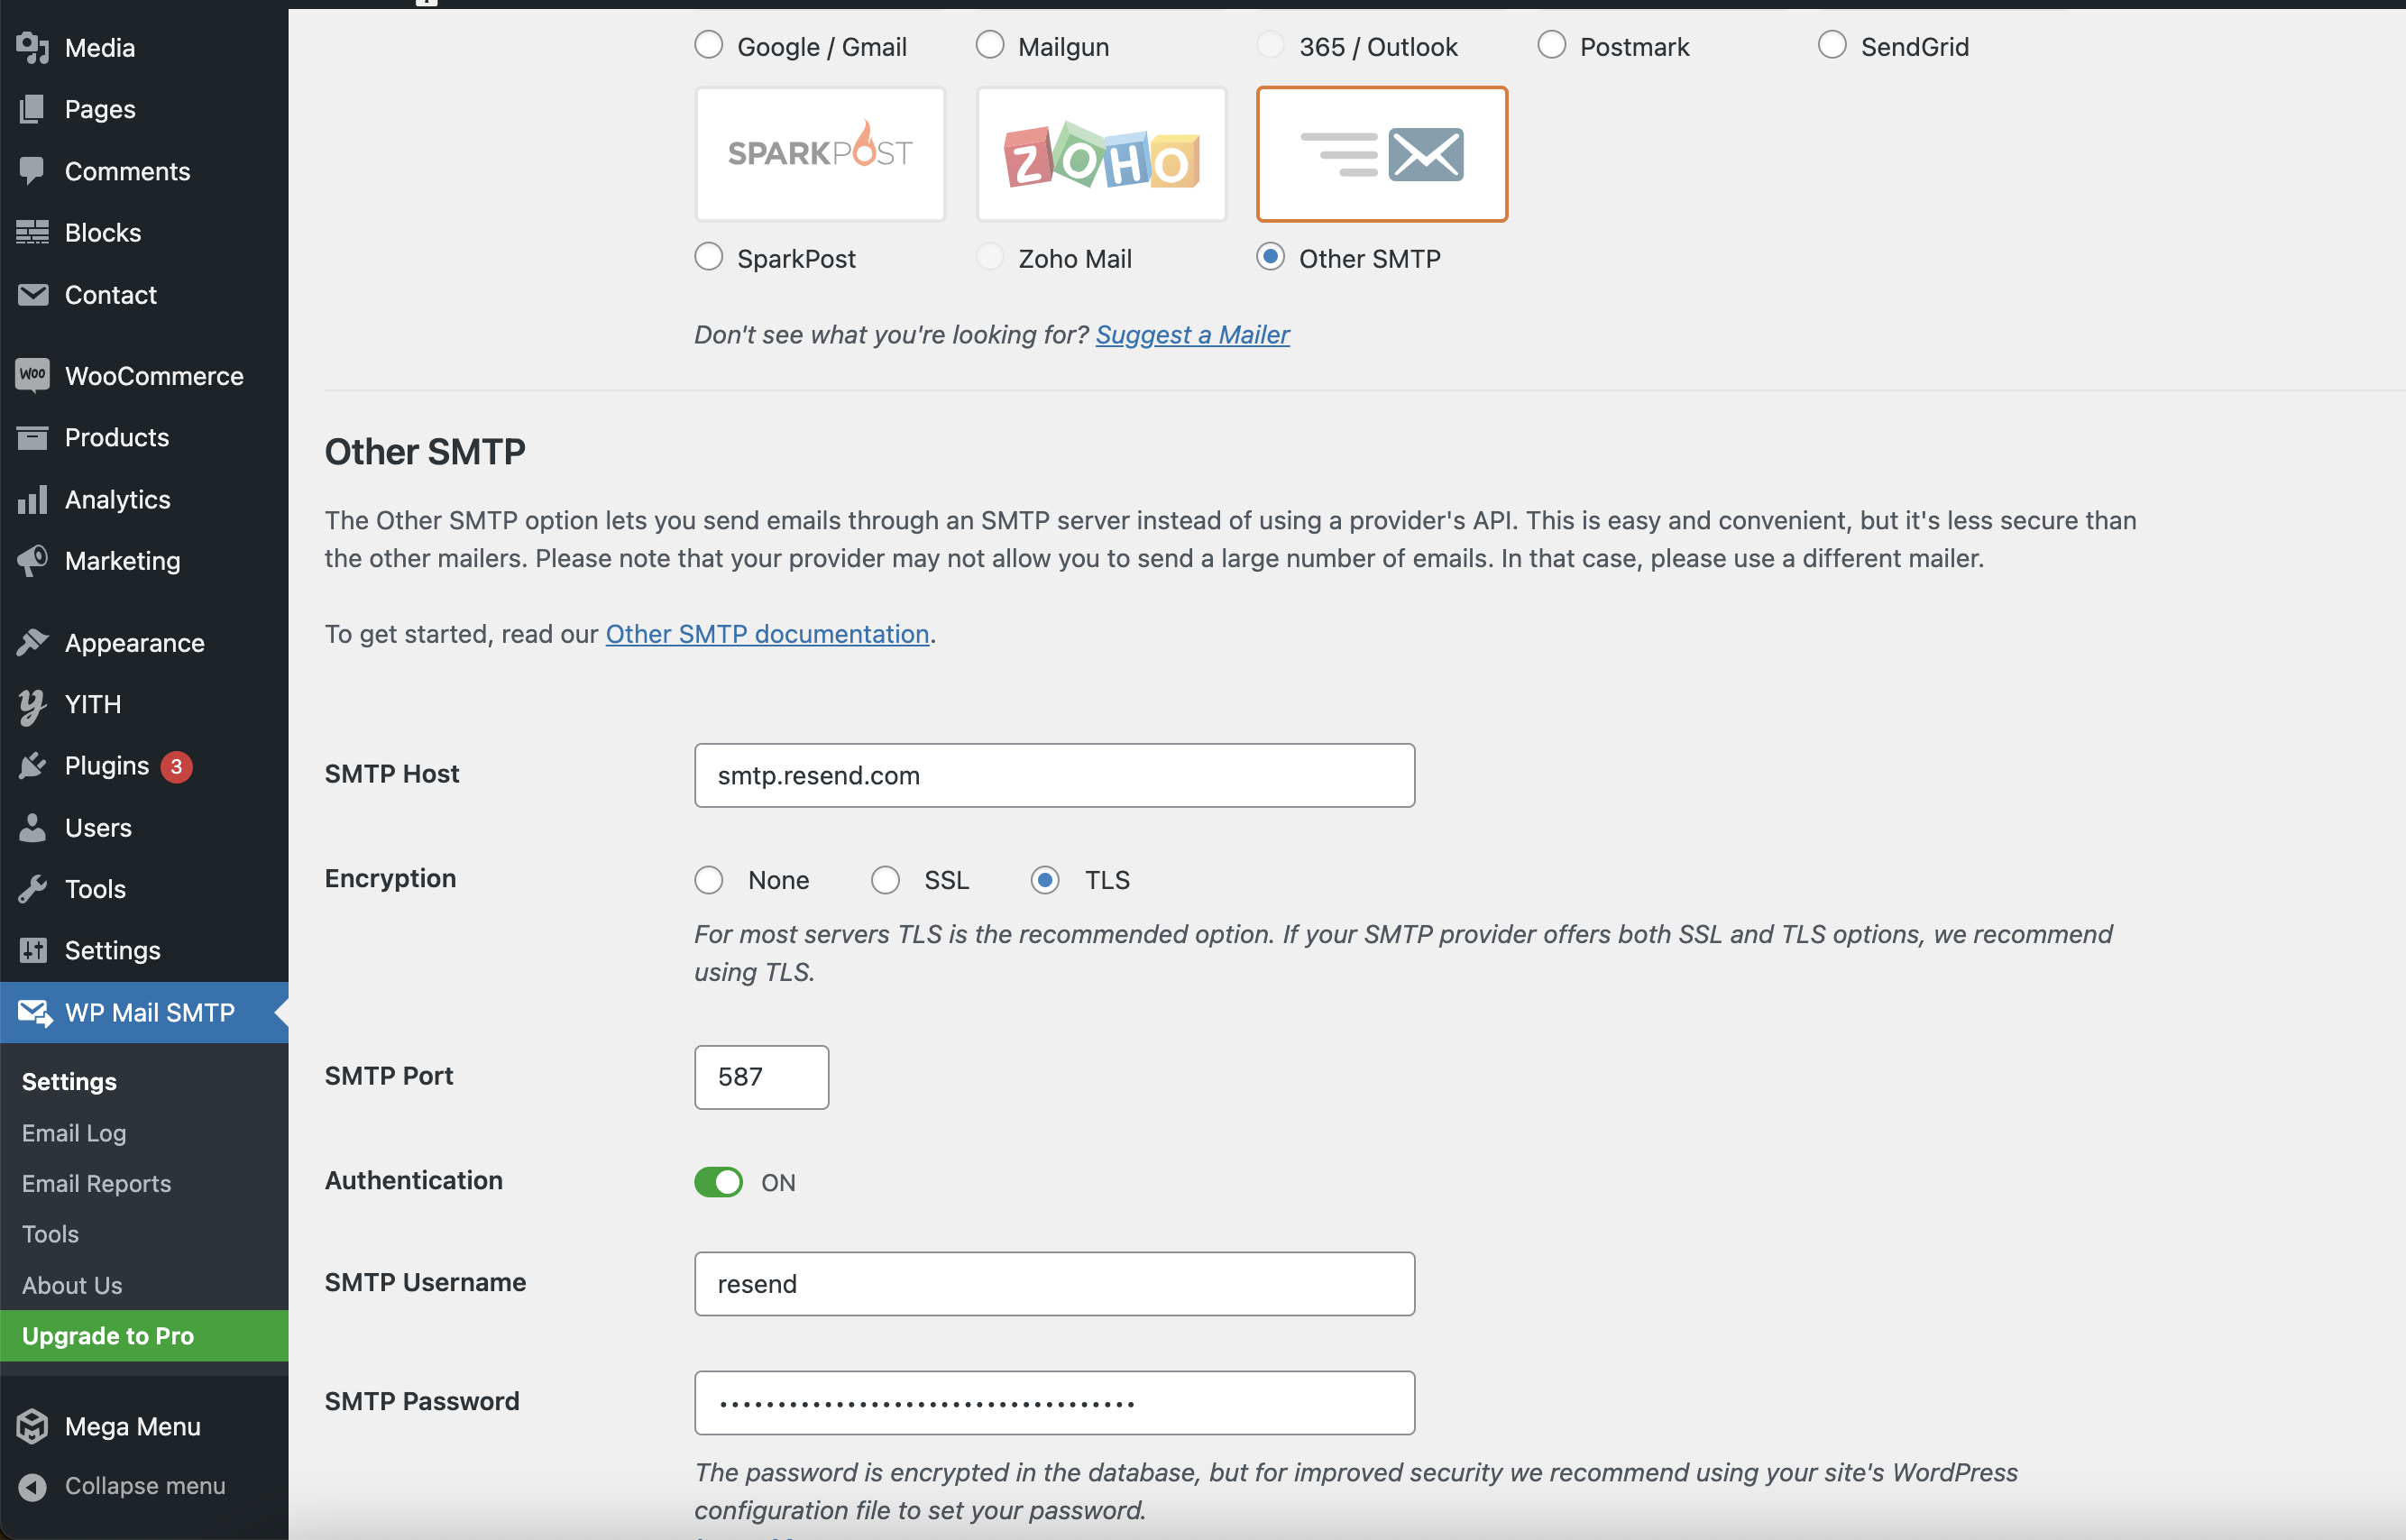 Media
Pages
Comments
Blocks
Contact
Woo WooCommerce
Products
Analytics
Marketing
Appearance
y YITH
Plugins 3
Users
Tools
Settings
WP Mail SMTP
Settings
Email Log
Email Reports
Tools
About Us
Upgrade to Pro
Mega Menu
Collapse menu
Google / Gmail Mailgun 365 / Outlook Postmark SendGrid
SPARKPOST ZOHO
SparkPost Zoho Mail Other SMTP
Don't see what you're looking for? Suggest a Mailer
Other SMTP
The Other SMTP option lets you send emails through an SMTP server instead of using a provider's API. This is easy and convenient, but it's less secure than
the other mailers. Please note that your provider may not allow you to send a large number of emails. In that case, please use a different mailer.
To get started, read our Other SMTP documentation.
SMTP Host smtp.resend.com
Encryption None SSL TLS
For most servers TLS is the recommended option. If your SMTP provider offers both SSL and TLS options, we recommend
using TLS.
SMTP Port 587
Authentication ON
SMTP Username resend
SMTP Password ••••••••••••••••••••••••••••••••••••
The password is encrypted in the database, but for improved security we recommend using your site's WordPress
configuration file to set your password.